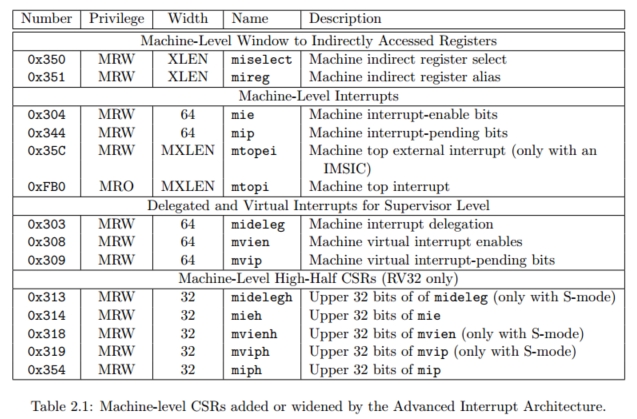 Number Privilege Width Name Description
Machine-Level Window to Indirectly Accessed Registers
0x350 MRW XLEN miselect Machine indirect register select
0x351 MRW XLEN mireg Machine indirect register alias
Machine-Level Interrupts
0x304 MRW 64 mie Machine interrupt-enable bits
0x344 MRW 64 mip Machine interrupt-pending bits
0x35C MRW MXLEN mtopei Machine top external interrupt (only with an
IMSIC)
0xFB0 MRO MXLEN mtopi Machine top interrupt
Delegated and Virtual Interrupts for Supervisor Level
0x303 MRW 64 mideleg Machine interrupt delegation
0x308 MRW 64 mvien Machine virtual interrupt enables
0x309 MRW 64 mvip Machine virtual interrupt-pending bits
Machine-Level High-Half CSRs (RV32 only)
0x313 MRW 32 midelegh Upper 32 bits of of mideleg (only with S-mode)
0x314 MRW 32 mieh Upper 32 bits of mie
0x318 MRW 32 mvienh Upper 32 bits of mvien (only with S-mode)
0x319 MRW 32 mviph Upper 32 bits of mvip (only with S-mode)
0x354 MRW 32 miph Upper 32 bits of mip
Table 2.1: Machine-level CSRs added or widened by the Advanced Interrupt Architecture.